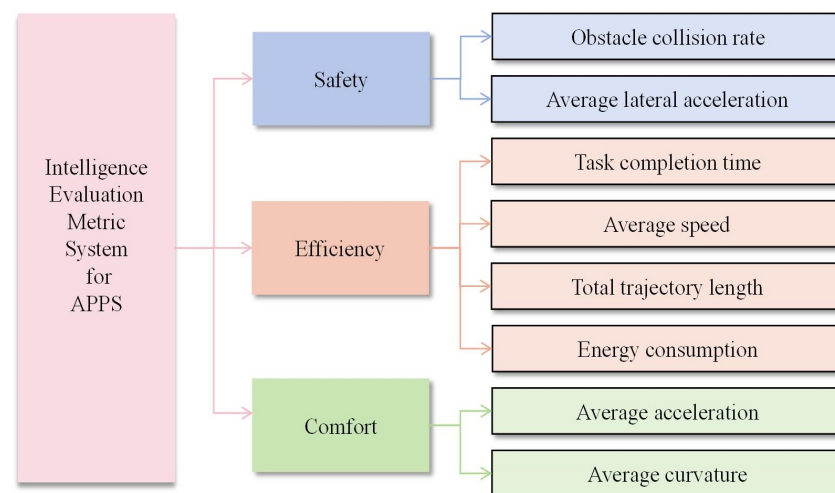 Intelligence
Evaluation
Metric
System
for
APPS
Safety
Obstacle collision rate
Average lateral acceleration
Efficiency
Task completion time
Average speed
Total trajectory length
Energy consumption
Comfort
Average acceleration
Average curvature